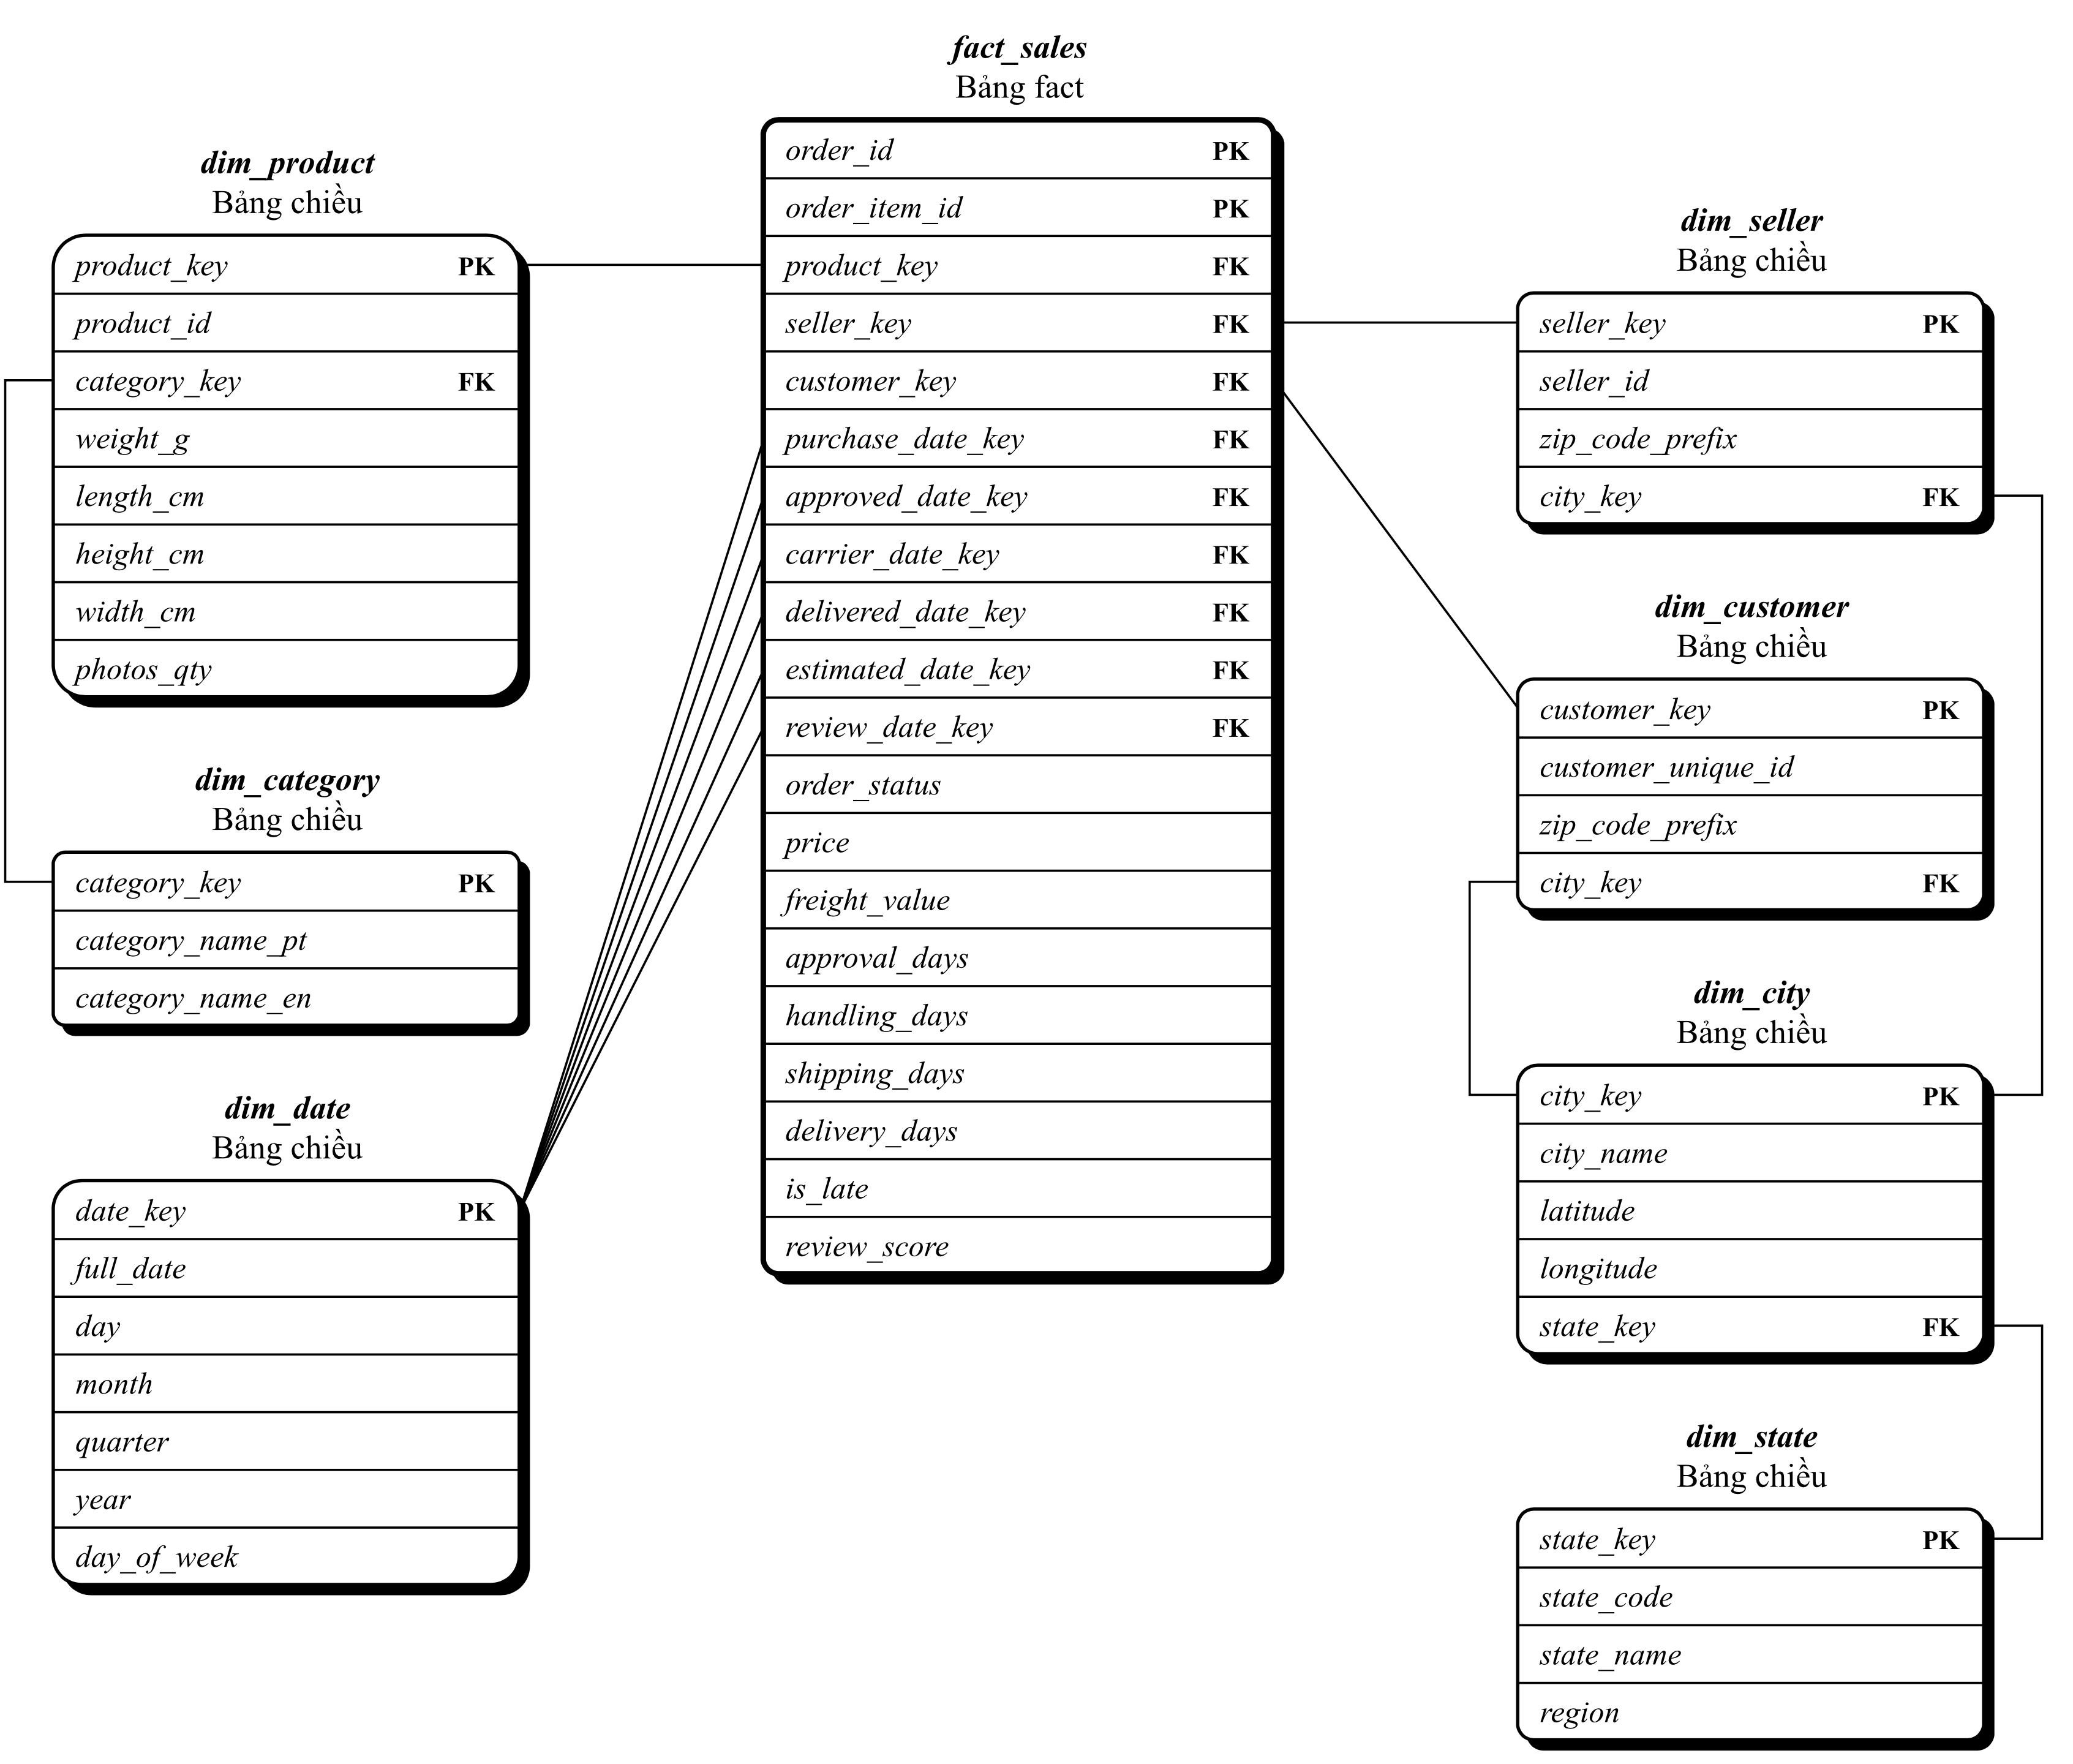 fact_sales
Bảng fact
order_id PK
order_item_id PK
product_key FK
seller_key FK
customer_key FK
purchase_date_key FK
approved_date_key FK
carrier_date_key FK
delivered_date_key FK
estimated_date_key FK
review_date_key FK
order_status
price
freight_value
approval_days
handling_days
shipping_days
delivery_days
is_late
review_score
dim_product
Bảng chiều
product_key PK
product_id
category_key FK
weight_g
length_cm
height_cm
width_cm
photos_qty
dim_category
Bảng chiều
category_key PK
category_name_pt
category_name_en
dim_date
Bảng chiều
date_key PK
full_date
day
month
quarter
year
day_of_week
dim_seller
Bảng chiều
seller_key PK
seller_id
zip_code_prefix
city_key FK
dim_customer
Bảng chiều
customer_key PK
customer_unique_id
zip_code_prefix
city_key FK
dim_city
Bảng chiều
city_key PK
city_name
latitude
longitude
state_key FK
dim_state
Bảng chiều
state_key PK
state_code
state_name
region